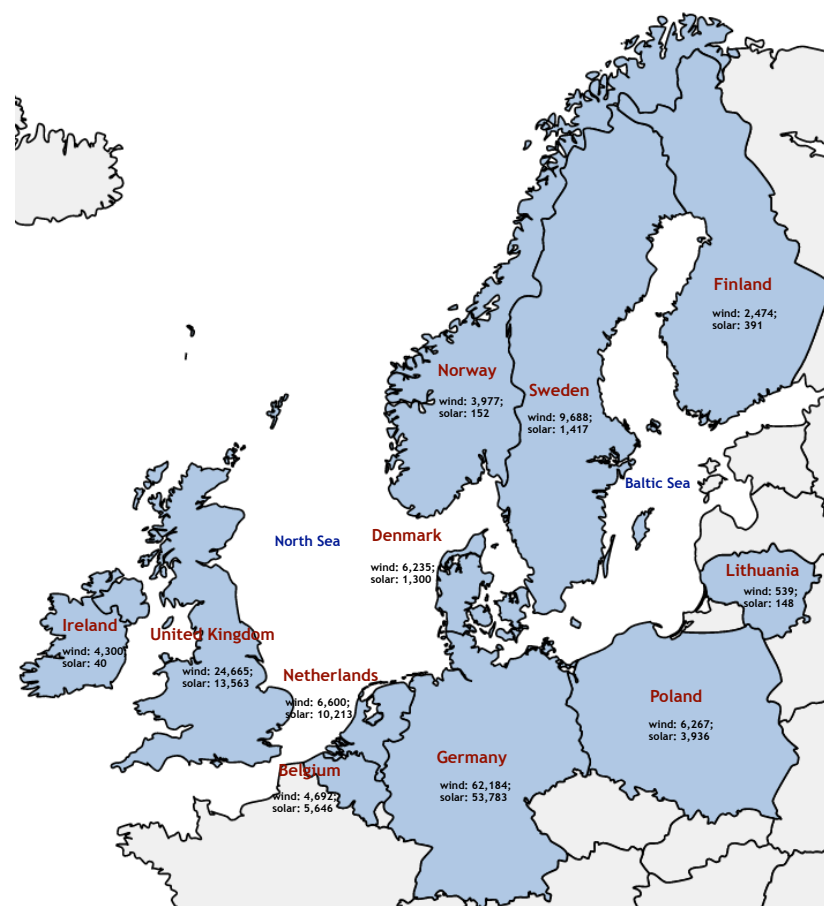 Finland
wind: 2,474;
solar: 391
Norway
wind: 3,977;
solar: 152
Sweden
wind: 9,688;
solar: 1,417
Baltic Sea
North Sea
Denmark
wind: 6,235;
solar: 1,300
Lithuania
wind: 539;
solar: 148
Ireland
wind: 4,300
solar: 40
United Kingdom
wind: 24,665;
solar: 13,563
Netherlands
wind: 6,600;
solar: 10,213
Poland
wind: 6,267;
solar: 3,936
Germany
wind: 62,184;
solar: 53,783
Belgium
wind: 4,692;
solar: 5,646